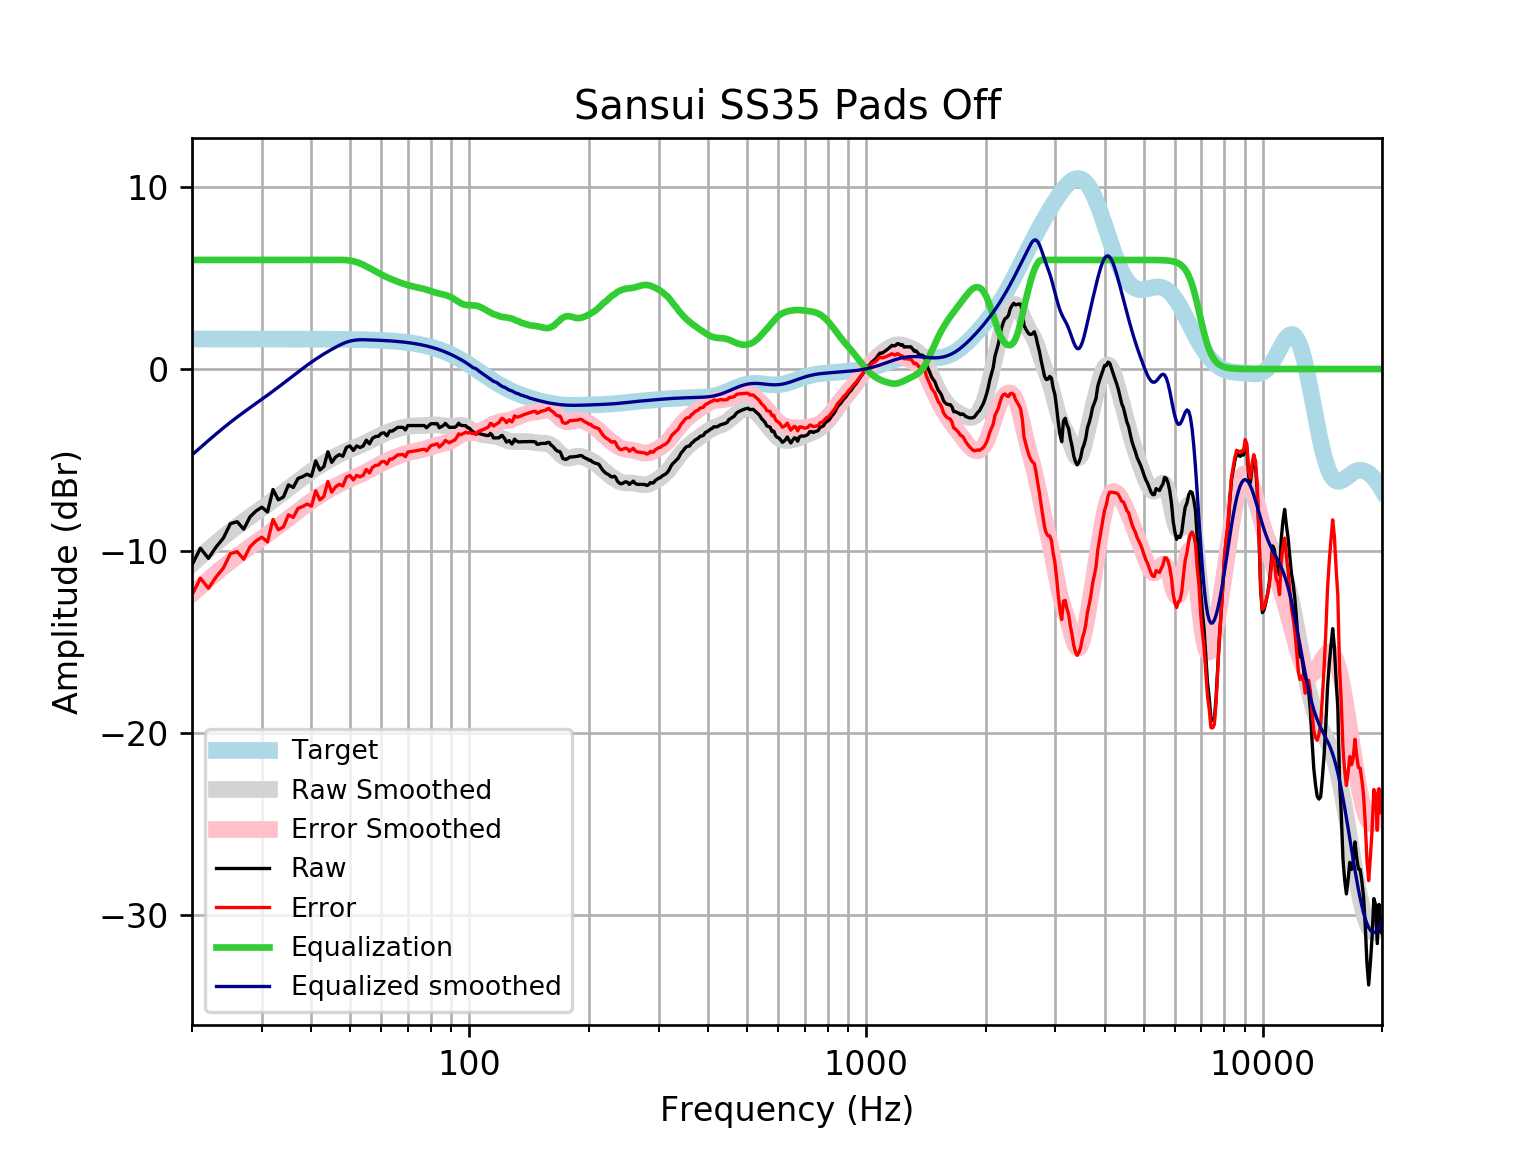 Sansui SS35 Pads Off
Amplitude (dBr)
10
0
−10
−20
−30
Target
Raw Smoothed
Error Smoothed
Raw
Error
Equalization
Equalized smoothed
100
1000
10000
Frequency (Hz)